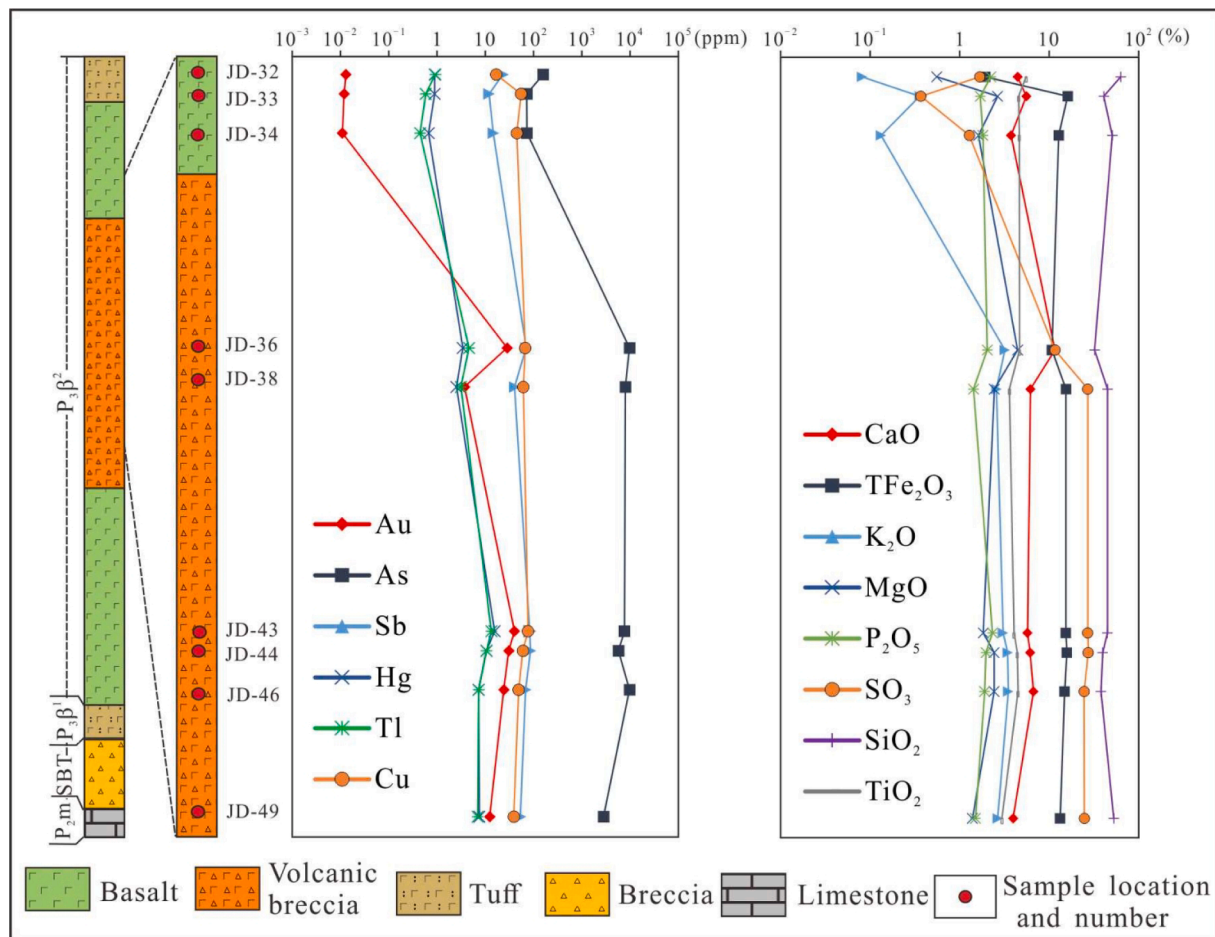 10⁻³ 10⁻² 10⁻¹ 1 10 10² 10³ 10⁴ 10⁵ (ppm)
10⁻² 10⁻¹ 1 10 10² (%)
JD-32
JD-33
JD-34
JD-36
JD-38
JD-43
JD-44
JD-46
JD-49
P₃β²
P₃β¹
SBT
P₂m
Au
As
Sb
Hg
Tl
Cu
CaO
TFe₂O₃
K₂O
MgO
P₂O₅
SO₃
SiO₂
TiO₂
Basalt
Volcanic
breccia
Tuff
Breccia
Limestone
Sample location
and number